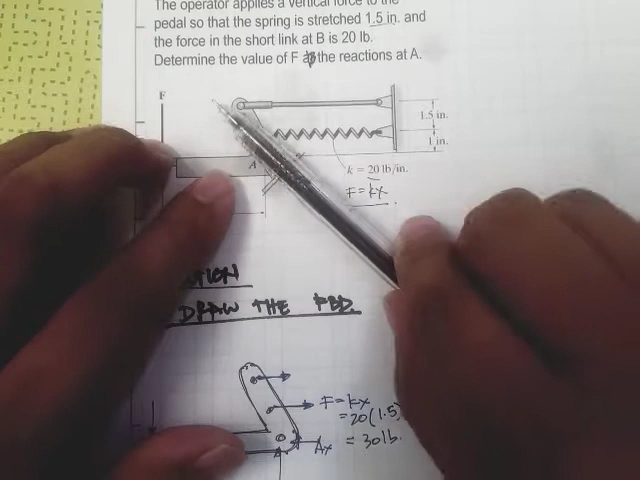 The operator applies a vertical force to the
pedal so that the spring is stretched 1.5 in. and
the force in the short link at B is 20 lb.
Determine the value of F the reactions at A.
F
1.5 in.
1 in.
A
k = 20 lb/in.
F=kx
DRAW THE FBD.
F=kx
=20(1.5)
= 30lb.
Ax